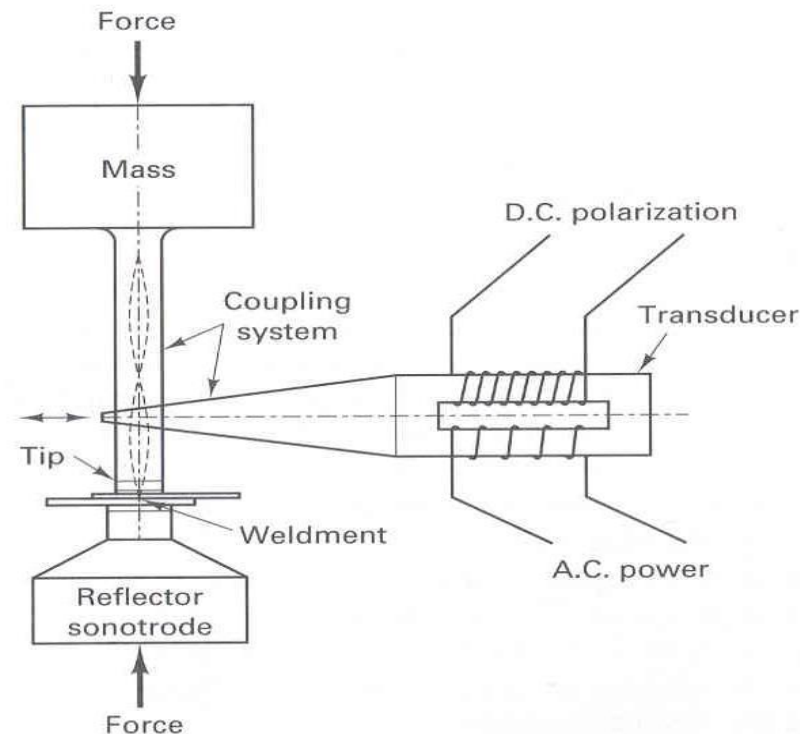 Force
Mass
D.C. polarization
Coupling
system
Transducer
Tip
Weldment
A.C. power
Reflector
sonotrode
Force